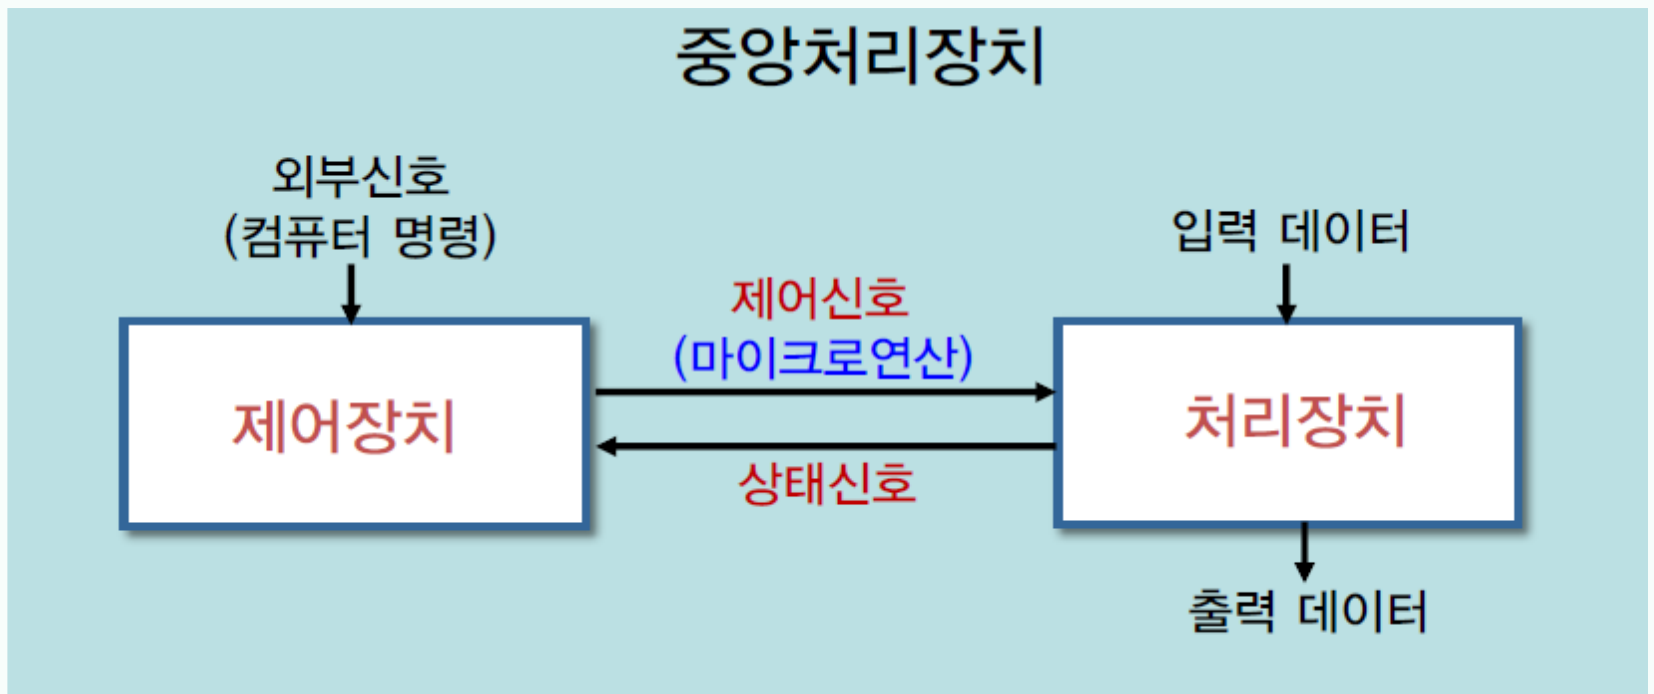 중앙처리장치
외부신호
(컴퓨터 명령)
입력 데이터
제어신호
(마이크로연산)
제어장치
처리장치
상태신호
출력 데이터